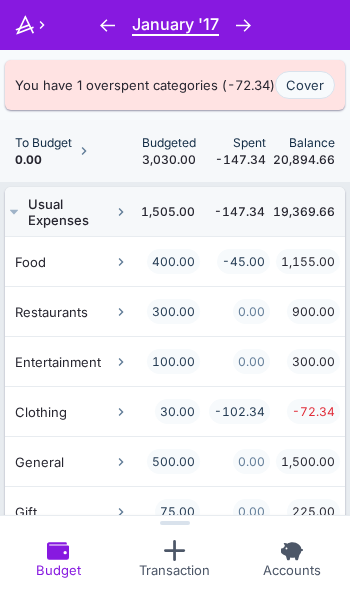 January '17
You have 1 overspent categories (-72.34) Cover
To Budget Budgeted Spent Balance
0.00 3,030.00 -147.34 20,894.66
Usual Expenses 1,505.00 -147.34 19,369.66
Food 400.00 -45.00 1,155.00
Restaurants 300.00 0.00 900.00
Entertainment 100.00 0.00 300.00
Clothing 30.00 -102.34 -72.34
General 500.00 0.00 1,500.00
Gift 75.00 0.00 225.00
Budget Transaction Accounts